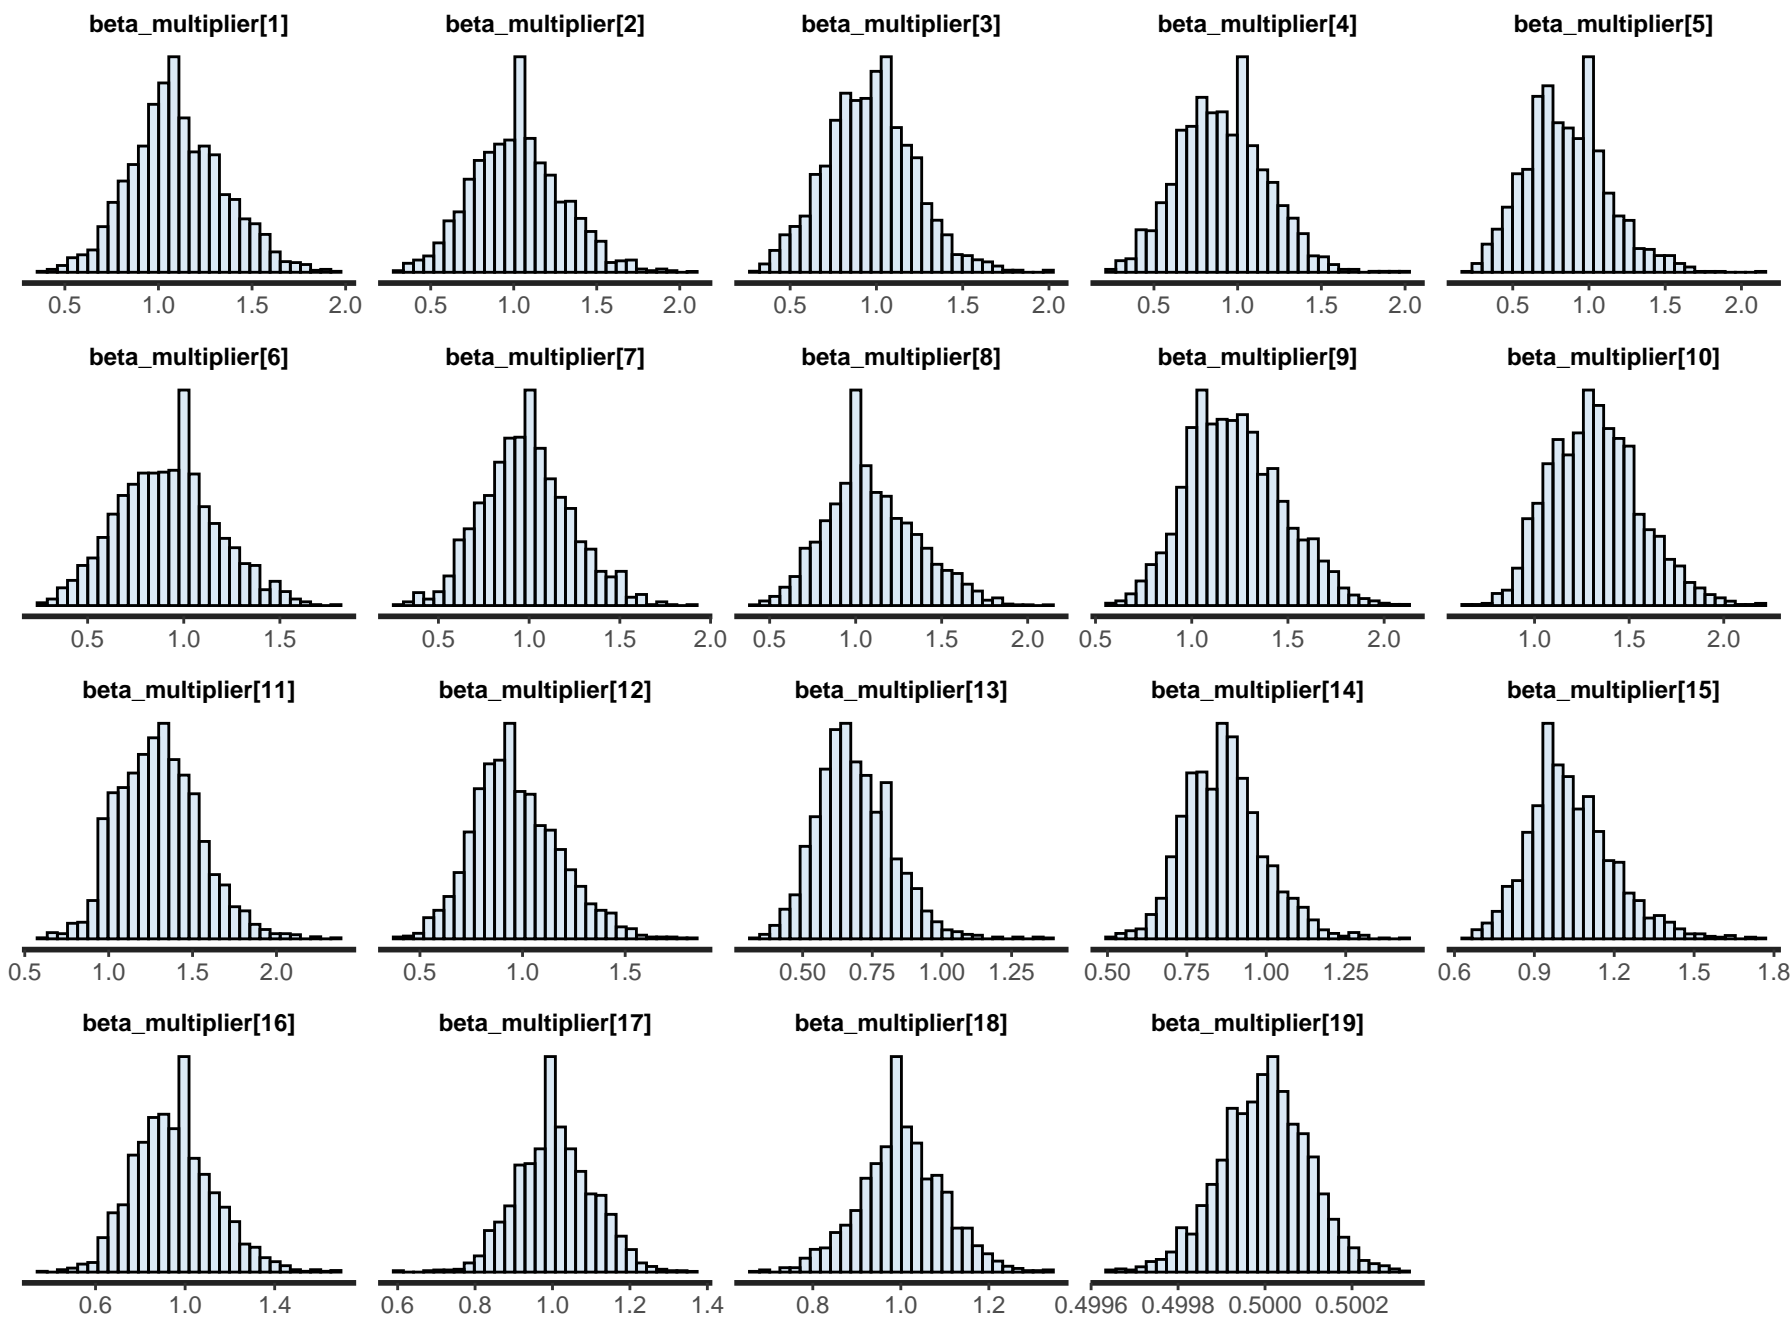 beta_multiplier[1] beta_multiplier[2] beta_multiplier[3] beta_multiplier[4] beta_multiplier[5]
0.5 1.0 1.5 2.0 0.5 1.0 1.5 2.0 0.5 1.0 1.5 2.0 0.5 1.0 1.5 2.0 0.5 1.0 1.5 2.0
beta_multiplier[6] beta_multiplier[7] beta_multiplier[8] beta_multiplier[9] beta_multiplier[10]
0.5 1.0 1.5 0.5 1.0 1.5 2.0 0.5 1.0 1.5 2.0 0.5 1.0 1.5 2.0 1.0 1.5 2.0
beta_multiplier[11] beta_multiplier[12] beta_multiplier[13] beta_multiplier[14] beta_multiplier[15]
0.5 1.0 1.5 2.0 0.5 1.0 1.5 0.50 0.75 1.00 1.25 0.50 0.75 1.00 1.25 0.6 0.9 1.2 1.5 1.8
beta_multiplier[16] beta_multiplier[17] beta_multiplier[18] beta_multiplier[19]
0.6 1.0 1.4 0.6 0.8 1.0 1.2 1.4 0.8 1.0 1.2 0.4996 0.4998 0.5000 0.5002